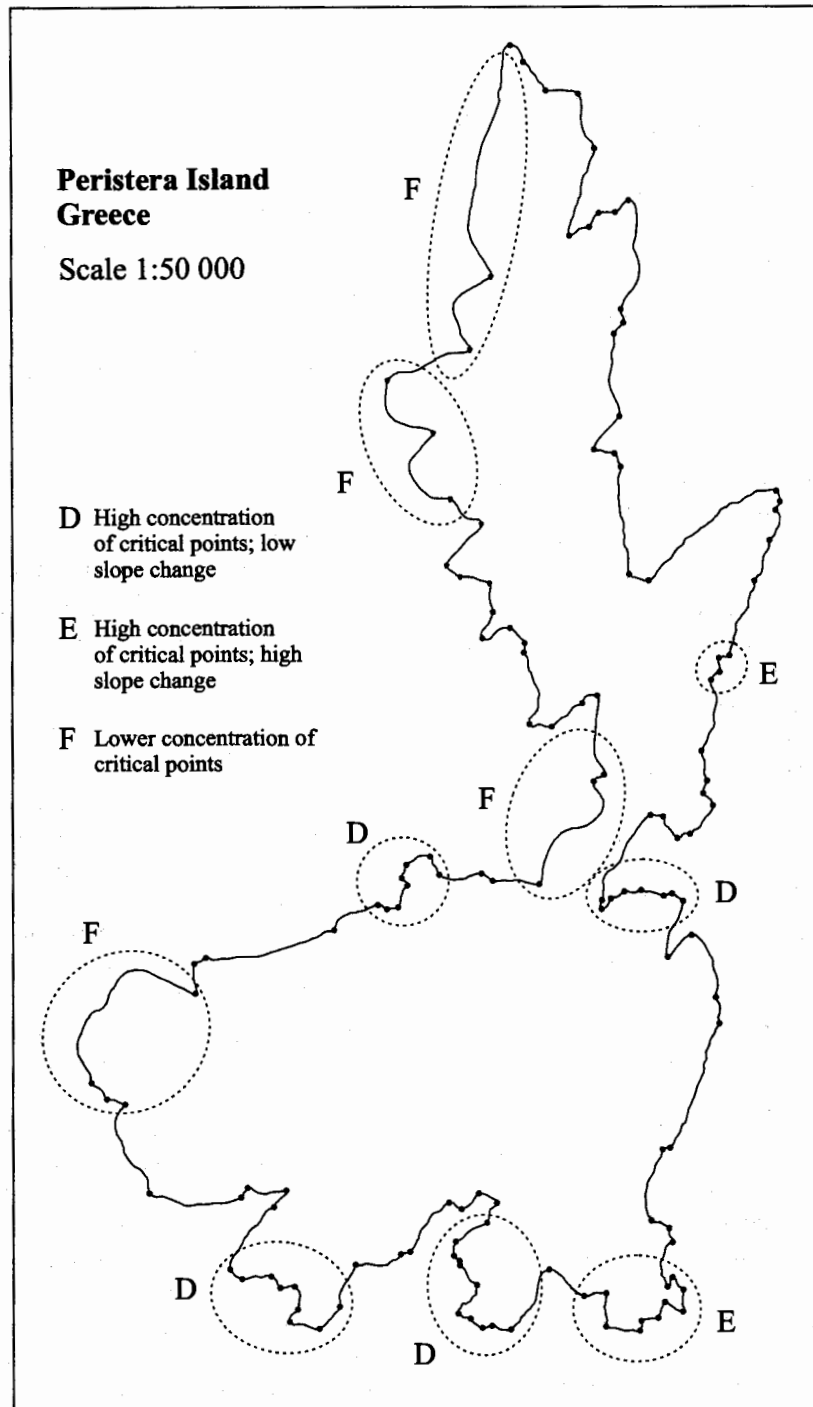 Peristera Island
Greece
Scale 1:50 000
F
F
D High concentration
of critical points; low
slope change
E High concentration
of critical points; high
slope change
F Lower concentration of
critical points
E
F
D
D
F
D
D
E